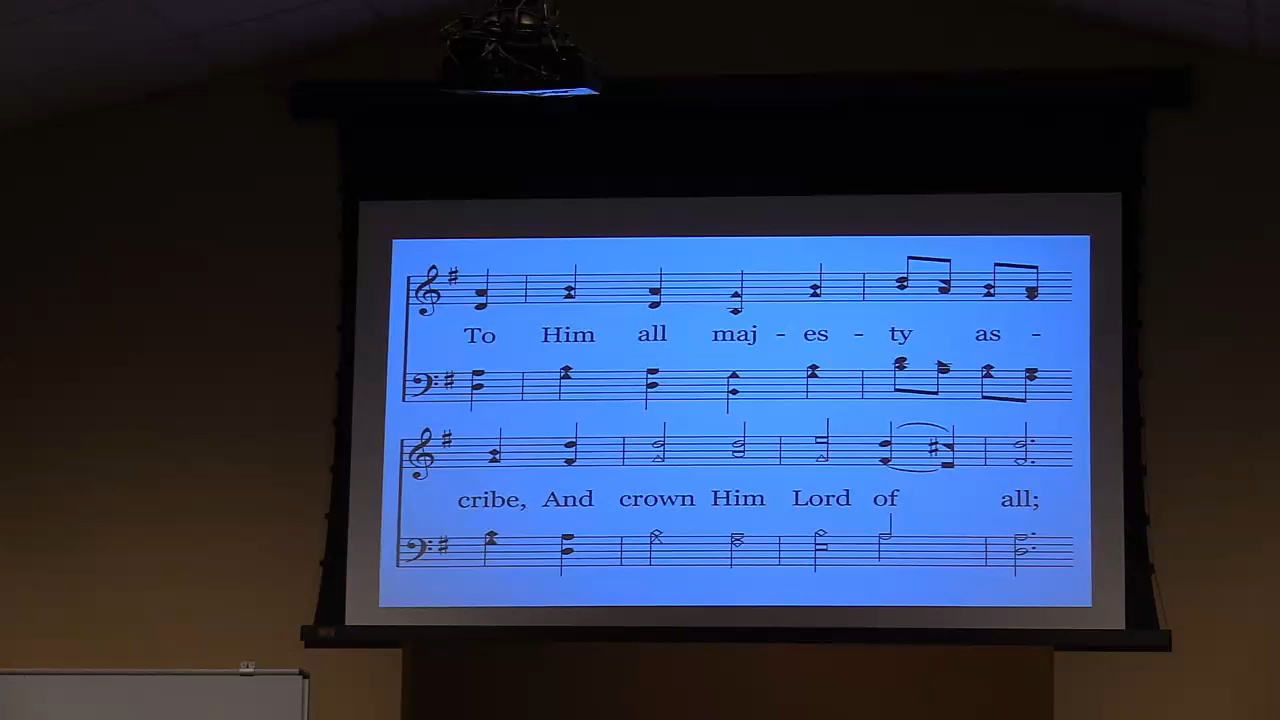 To Him all maj - es - ty as -
cribe, And crown Him Lord of all;